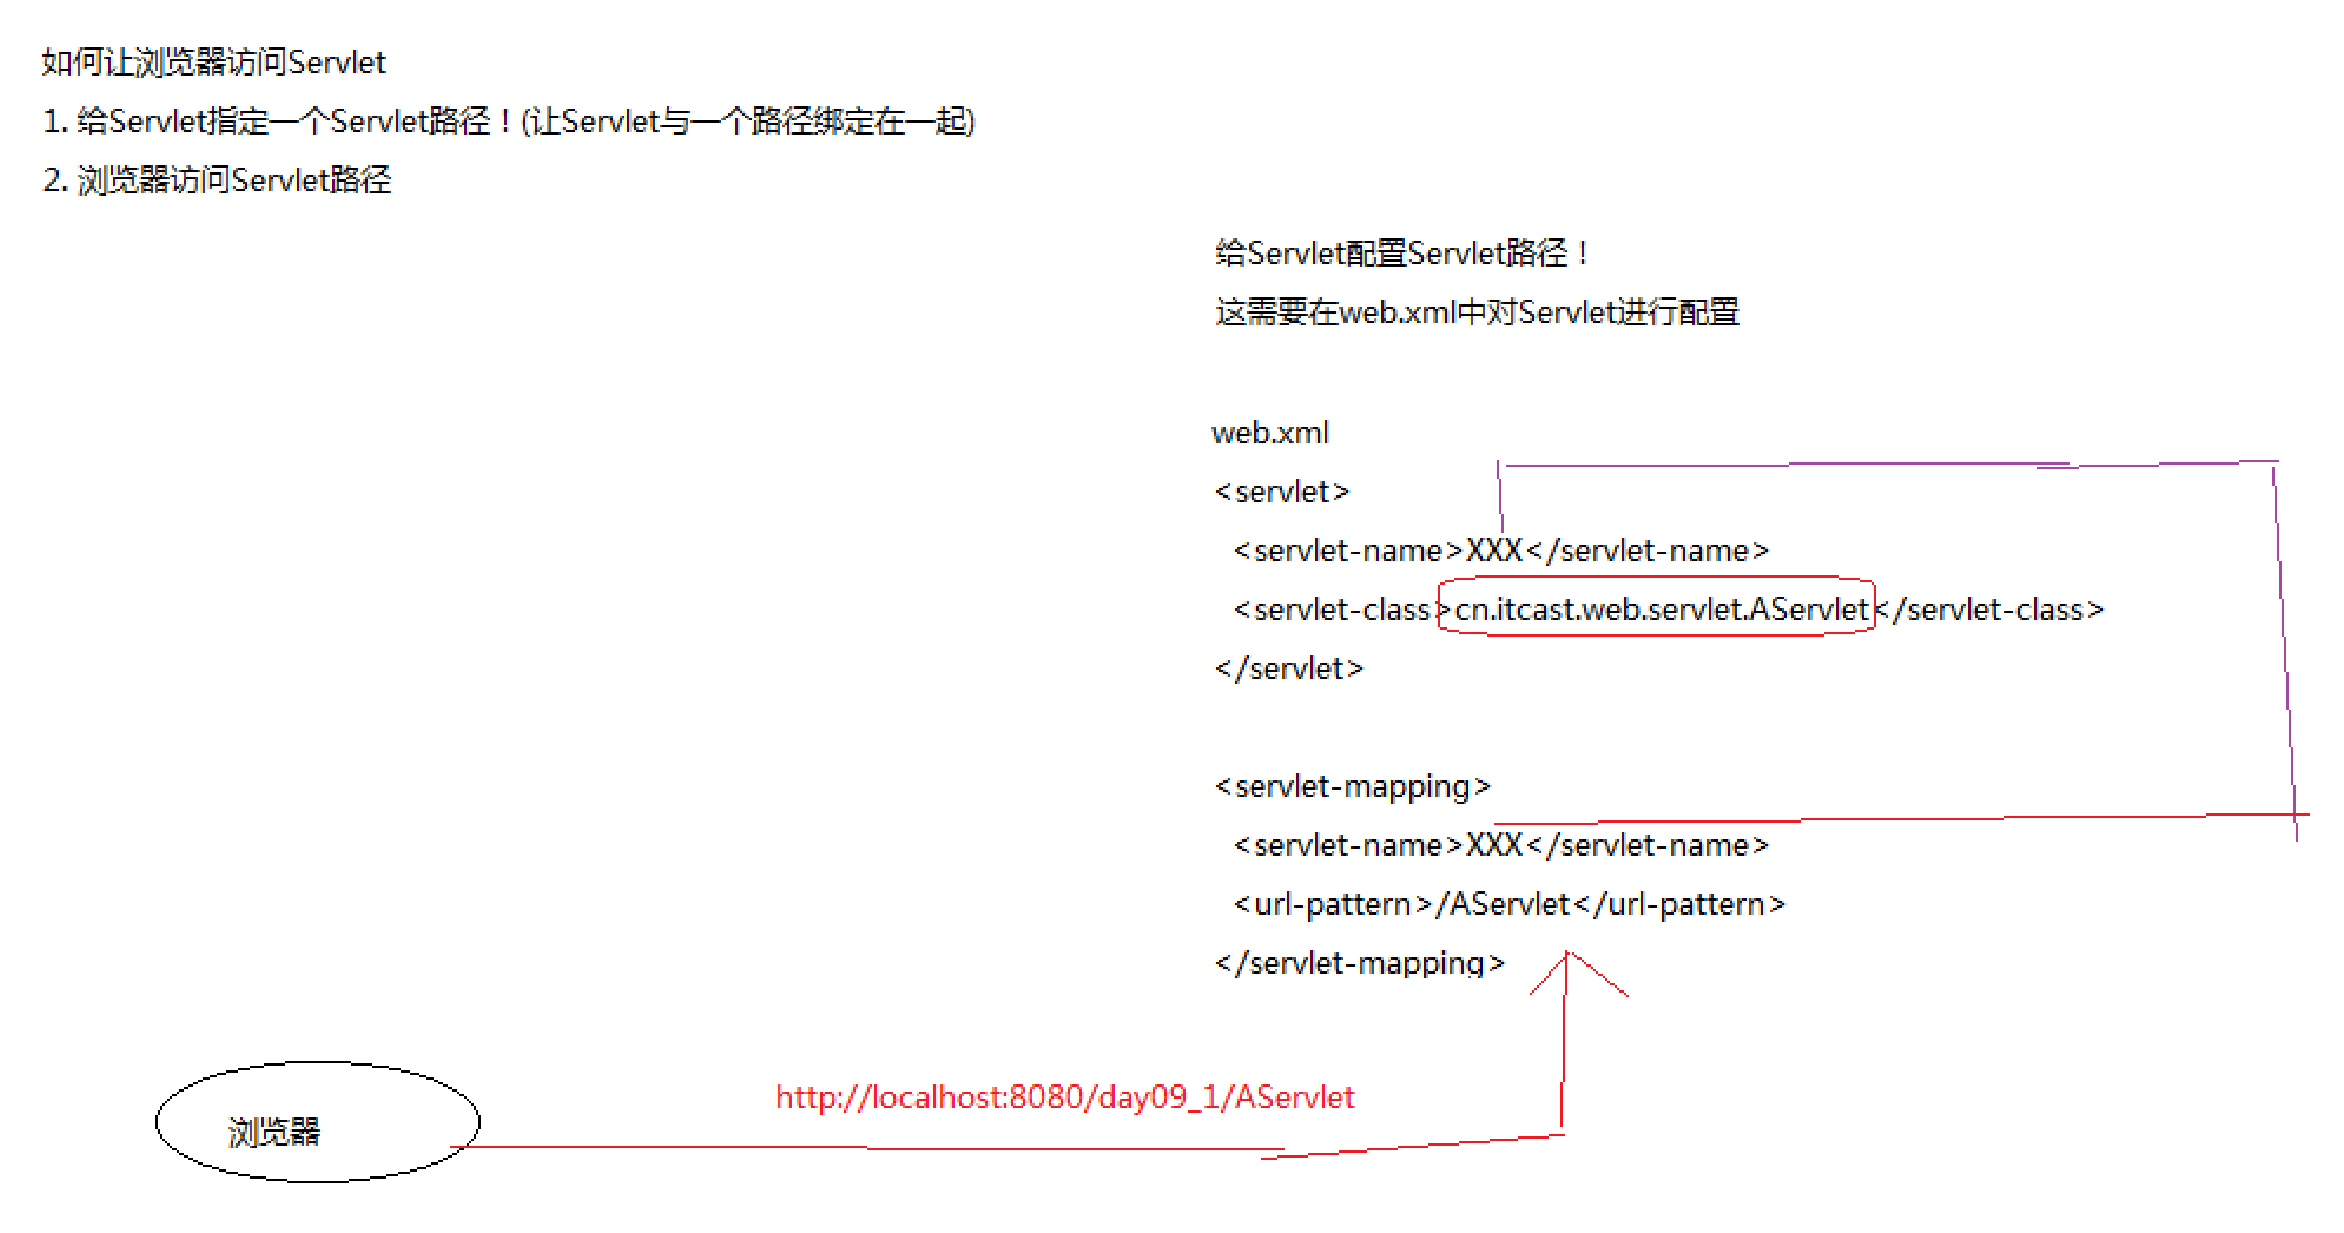 如何让浏览器访问Servlet
1. 给Servlet指定一个Servlet路径！(让Servlet与一个路径绑定在一起)
2. 浏览器访问Servlet路径
给Servlet配置Servlet路径！
这需要在web.xml中对Servlet进行配置
web.xml
<servlet>
<servlet-name>XXX</servlet-name>
<servlet-class>cn.itcast.web.servlet.AServlet</servlet-class>
</servlet>
<servlet-mapping>
<servlet-name>XXX</servlet-name>
<url-pattern>/AServlet</url-pattern>
</servlet-mapping>
http://localhost:8080/day09_1/AServlet
浏览器